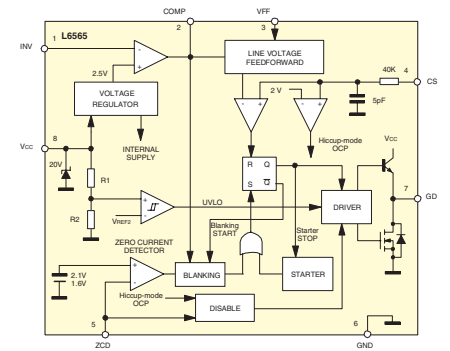 COMP
VFF
2
3
1
L6565
INV
LINE VOLTAGE
FEEDFORWARD
2.5V
40K
4
CS
VOLTAGE
REGULATOR
2 V
5pF
Hiccup-mode
OCP
INTERNAL
SUPPLY
Vcc
8
20V
R1
R2
R
Q
S
Q
Vcc
7
GD
UVLO
DRIVER
VREF2
Blanking
START
Starter
STOP
ZERO CURRENT
DETECTOR
2.1V
1.6V
BLANKING
STARTER
Hiccup-mode
OCP
DISABLE
5
ZCD
6
GND